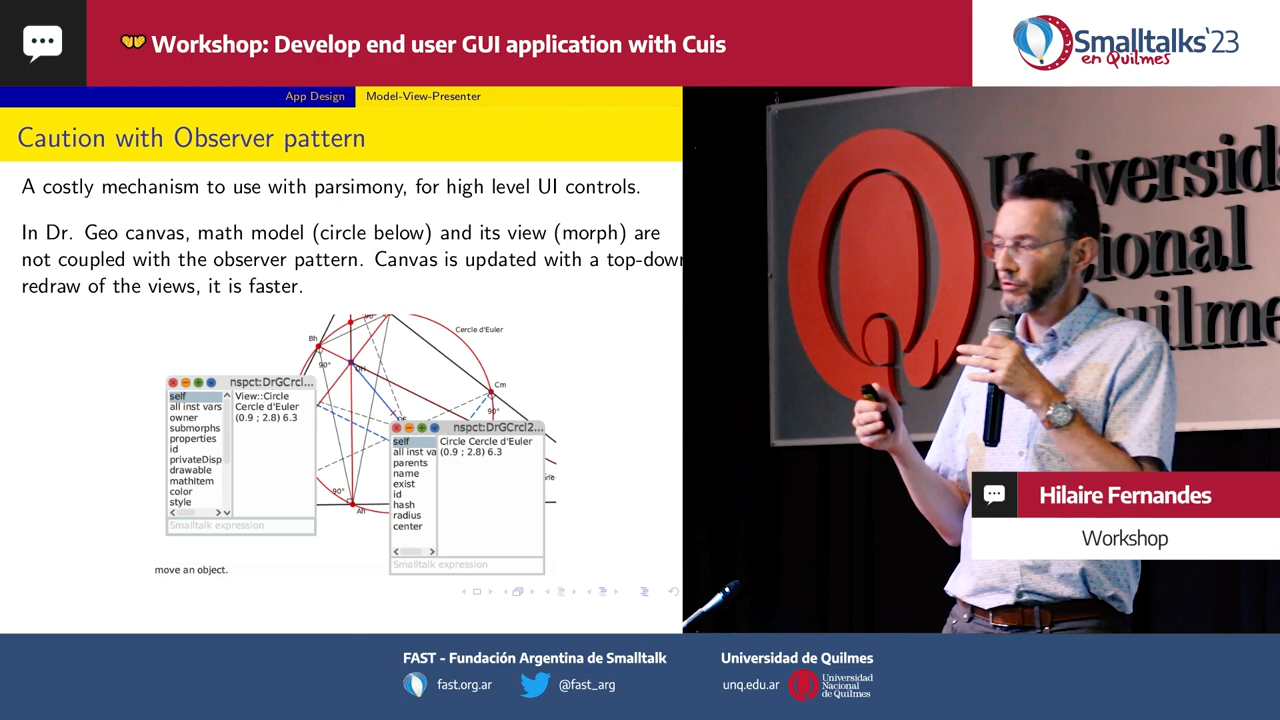 Workshop: Develop end user GUI application with Cuis
Smalltalks'23
en Quilmes
App Design
Model-View-Presenter
Caution with Observer pattern
A costly mechanism to use with parsimony, for high level UI controls.
In Dr. Geo canvas, math model (circle below) and its view (morph) are
not coupled with the observer pattern. Canvas is updated with a top-down
redraw of the views, it is faster.
Cercle d'Euler
Bh
90°
Cm
90°
nspct:DrGCrcl...
self
all inst vars
owner
submorphs
properties
id
privateDisp
drawable
mathItem
color
style
View::Circle
Cercle d'Euler
(0.9 ; 2.8) 6.3
Smalltalk expression
nspct:DrGCrcl2...
self
all inst va
parents
name
exist
id
hash
radius
center
Circle Cercle d'Euler
(0.9 ; 2.8) 6.3
Smalltalk expression
90°
Ah
move an object.
Universida
Nacional
Quilmes
Hilaire Fernandes
Workshop
FAST - Fundación Argentina de Smalltalk
fast.org.ar
@fast_arg
Universidad de Quilmes
unq.edu.ar
Universidad
Nacional
de Quilmes